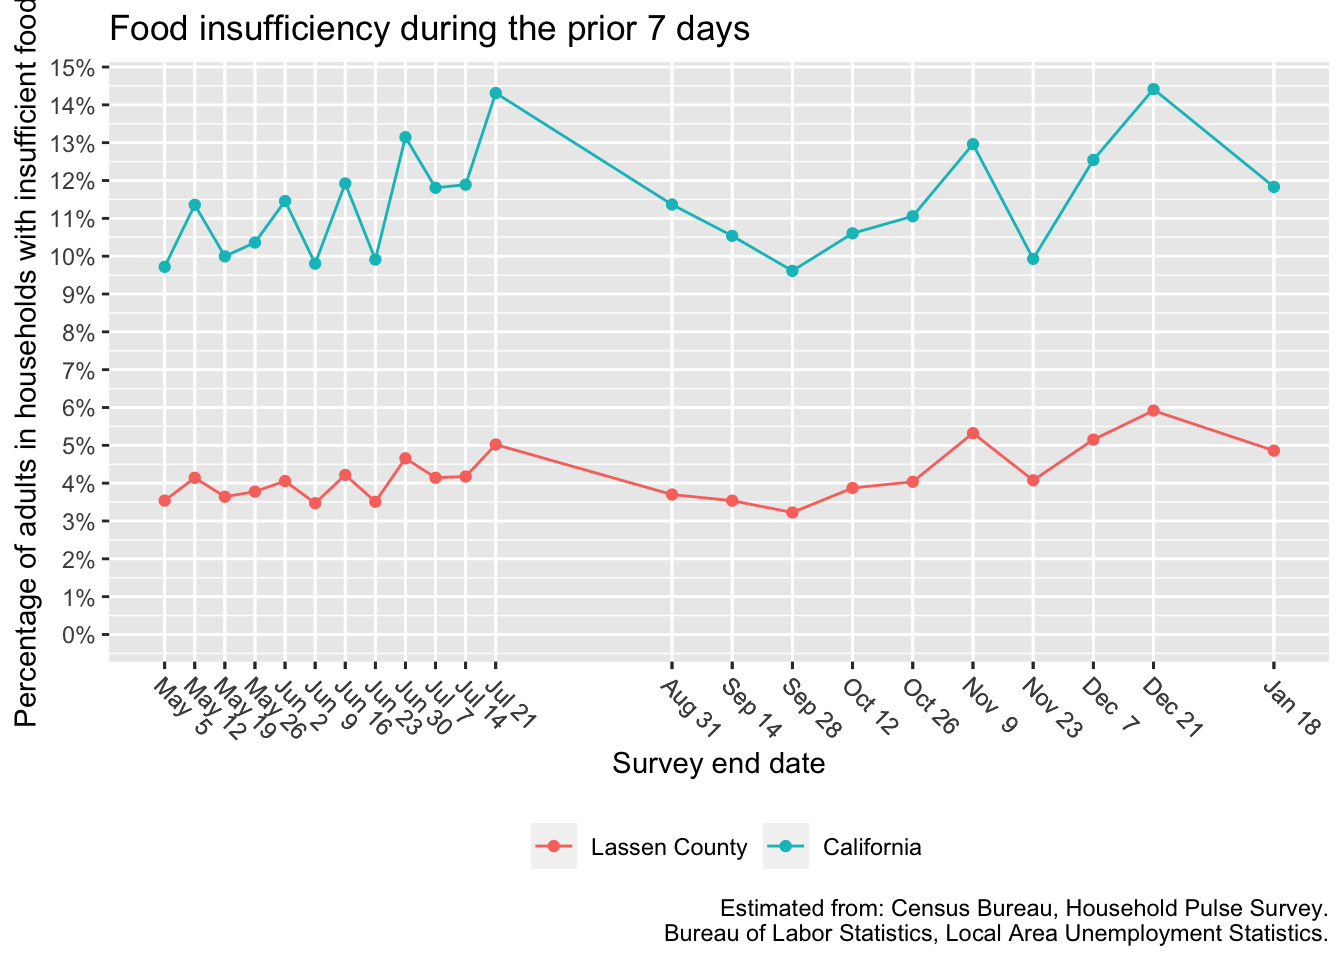 Food insufficiency during the prior 7 days
Percentage of adults in households with insufficient food
15%
14%
13%
12%
11%
10%
9%
8%
7%
6%
5%
4%
3%
2%
1%
0%
May 5
May 12
May 19
May 26
Jun 2
Jun 9
Jun 16
Jun 23
Jun 30
Jul 7
Jul 14
Jul 21
Aug 31
Sep 14
Sep 28
Oct 12
Oct 26
Nov 9
Nov 23
Dec 7
Dec 21
Jan 18
Survey end date
Lassen County
California
Estimated from: Census Bureau, Household Pulse Survey.
Bureau of Labor Statistics, Local Area Unemployment Statistics.